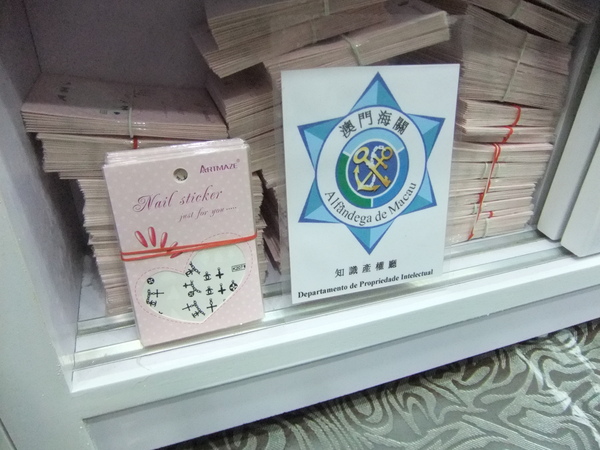 ARTMAZE
Nail sticker
just for you....
澳門海關
Alfândega de Macau
知識產權廳
Departamento de Propriedade Intelectual